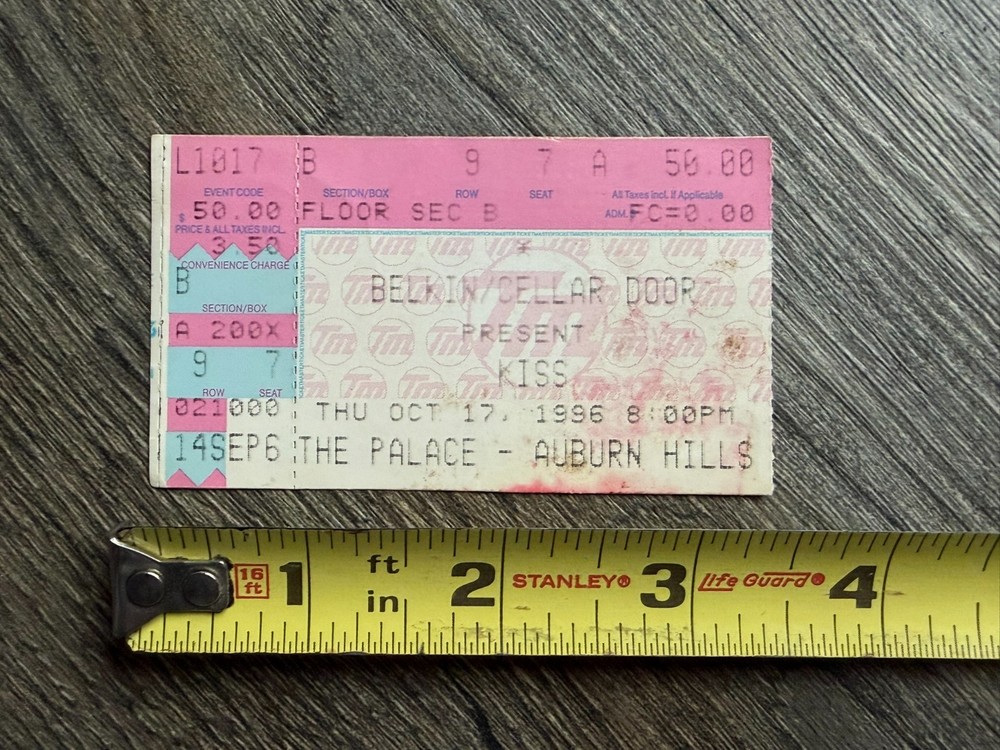 L1017 B 9 7 A 50.00
EVENT CODE SECTION/BOX ROW SEAT All Taxes Incl. If Applicable
$ 50.00 FLOOR SEC B ADM. FC=0.00
PRICE & ALL TAXES INCL.
3.50
CONVENIENCE CHARGE
B
SECTION/BOX
A 200X
9 7
ROW SEAT
021000
14SEP6
*
BELKIN/CELLAR DOOR
PRESENT
KISS
THU OCT 17, 1996 8:00PM
THE PALACE - AUBURN HILLS
16 ft 1 ft in 2 STANLEY® 3 Life Guard® 4